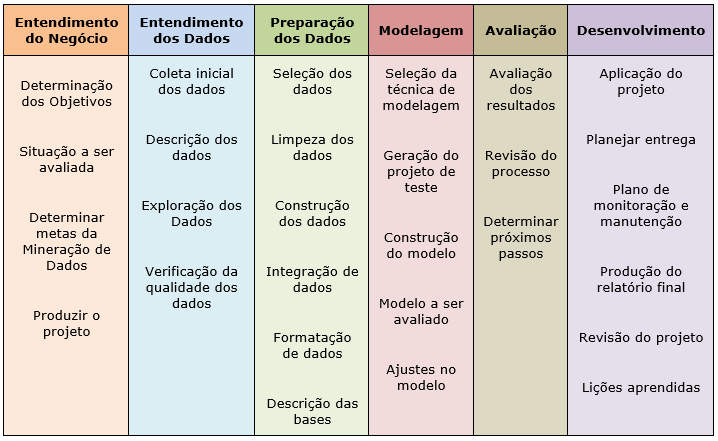 Entendimento
do Negócio
Entendimento
dos Dados
Preparação
dos Dados
Modelagem
Avaliação
Desenvolvimento
Determinação
dos Objetivos
Situação a ser
avaliada
Determinar
metas da
Mineração de
Dados
Produzir o
projeto
Coleta inicial
dos dados
Descrição dos
dados
Exploração dos
Dados
Verificação da
qualidade dos
dados
Seleção dos
dados
Limpeza dos
dados
Construção
dos dados
Integração de
dados
Formatação
de dados
Descrição das
bases
Seleção da
técnica de
modelagem
Geração do
projeto de
teste
Construção
do modelo
Modelo a ser
avaliado
Ajustes no
modelo
Avaliação
dos
resultados
Revisão do
processo
Determinar
próximos
passos
Aplicação do
projeto
Planejar entrega
Plano de
monitoração e
manutenção
Produção do
relatório final
Revisão do projeto
Lições aprendidas